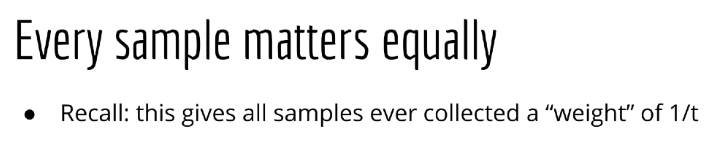 Every sample matters equally
● Recall: this gives all samples ever collected a “weight” of 1/t